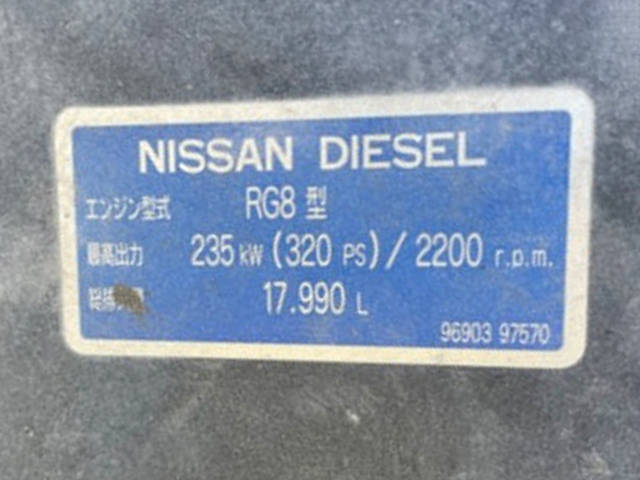 NISSAN DIESEL
エンジン型式 RG8 型
最高出力 235 kW (320 PS) / 2200 r.p.m.
17.990 L
96903 97570